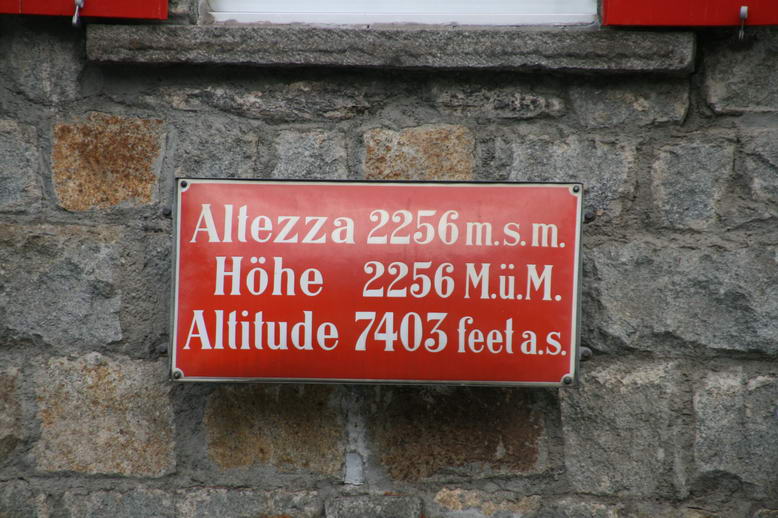 Altezza 2256 m.s.m.
Höhe 2256 M.ü.M.
Altitude 7403 feet a.s.